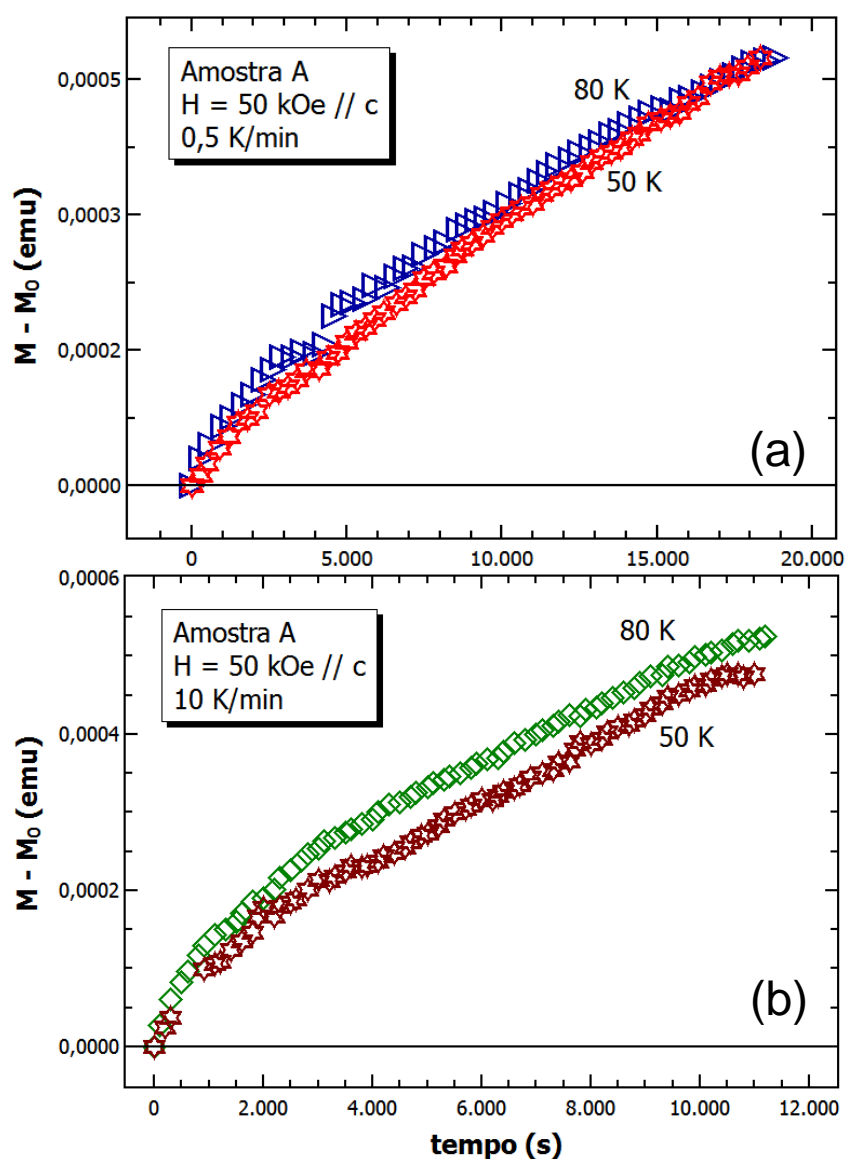 Amostra A
H = 50 kOe // c
0,5 K/min
80 K
50 K
(a)
M - M₀ (emu)
0,0005
0,0003
0,0002
0,0000
0
5.000
10.000
15.000
20.000
Amostra A
H = 50 kOe // c
10 K/min
80 K
50 K
(b)
M - M₀ (emu)
0,0006
0,0004
0,0002
0,0000
0
2.000
4.000
6.000
8.000
10.000
12.000
tempo (s)